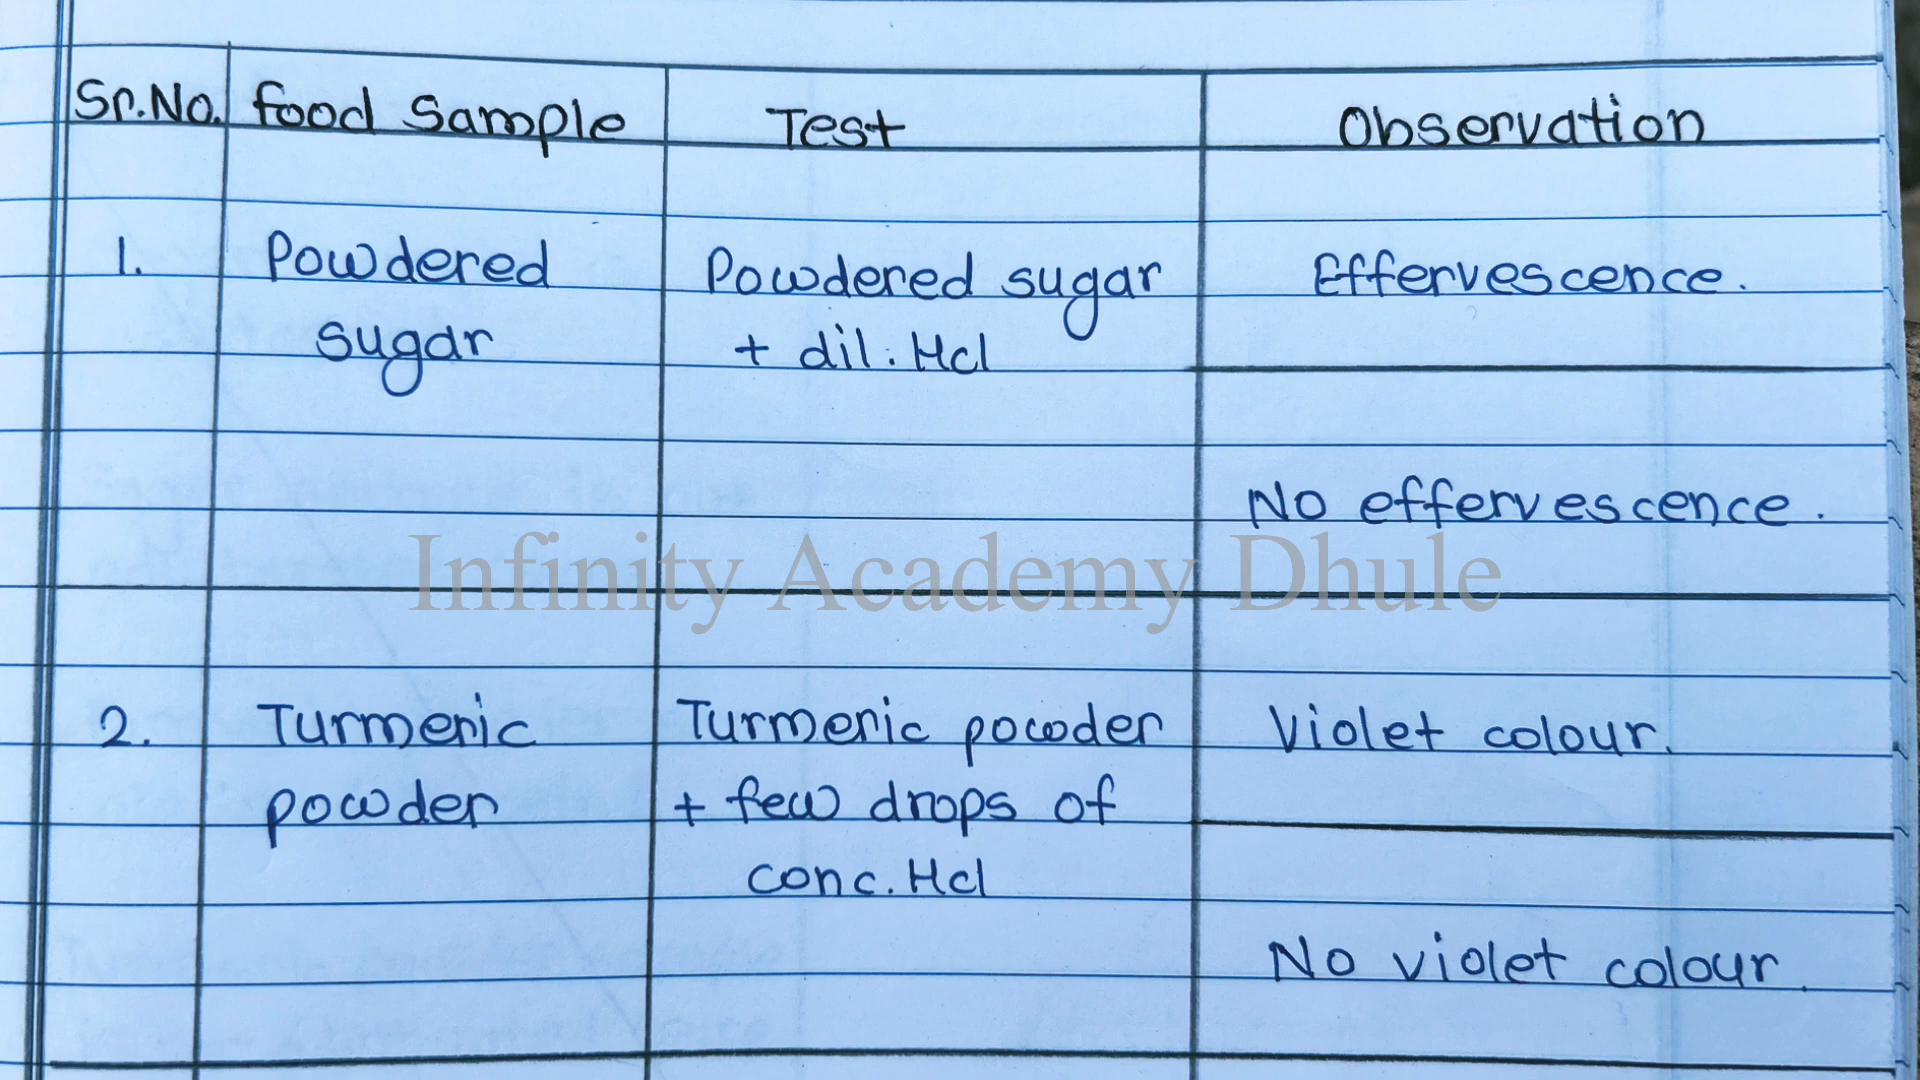 Sr.No. Food Sample Test Observation
1. Powdered Powdered sugar Effervescence.
sugar + dil. Hcl
No effervescence.
Infinity Academy Dhule
2. Turmeric Turmeric powder Violet colour.
powder + few drops of
conc. Hcl
No violet colour.